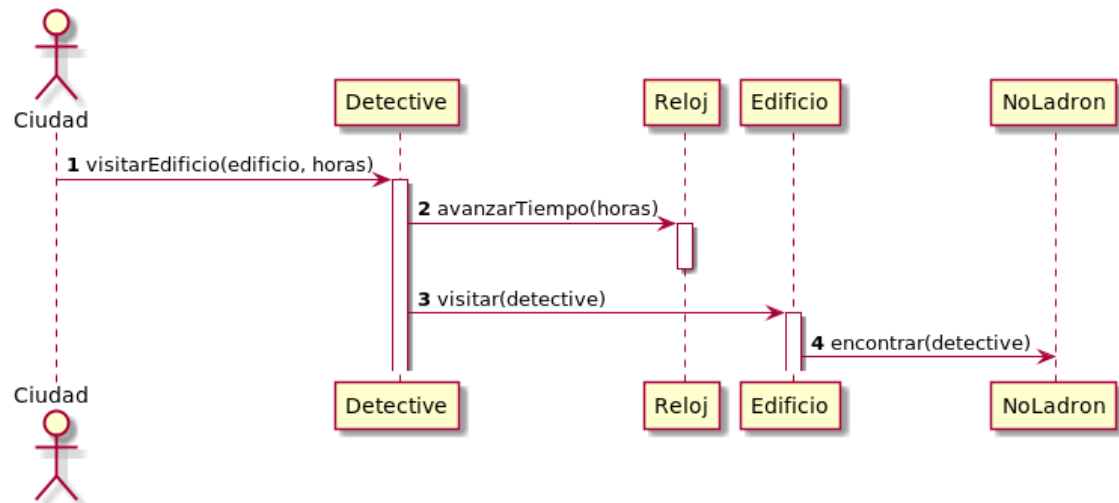 Ciudad
Detective
Reloj
Edificio
NoLadron
1 visitarEdificio(edificio, horas)
2 avanzarTiempo(horas)
3 visitar(detective)
4 encontrar(detective)
Ciudad
Detective
Reloj
Edificio
NoLadron